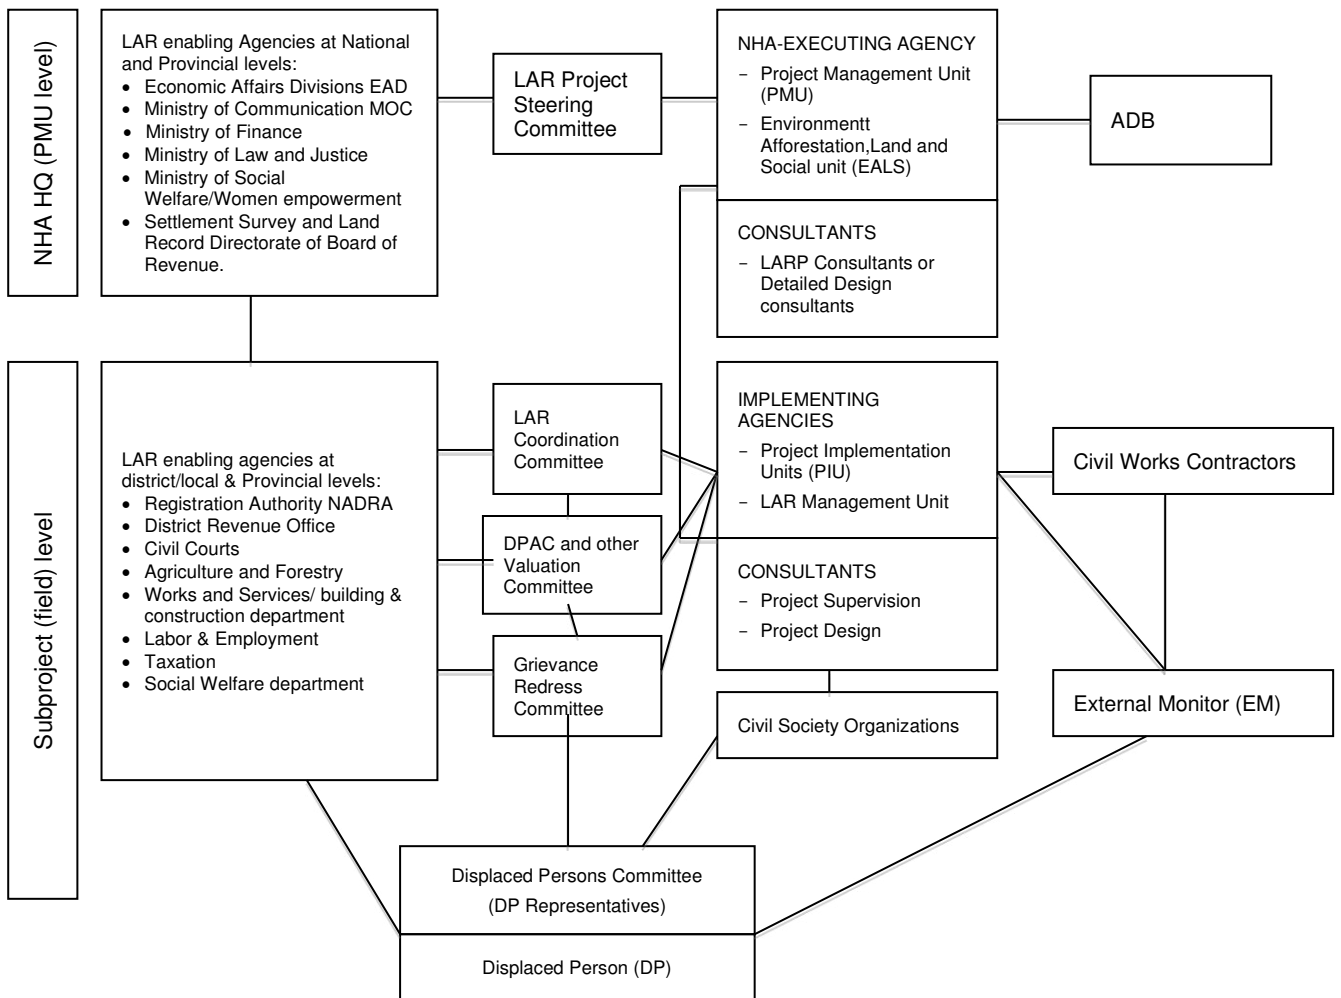 NHA HQ (PMU level)
LAR enabling Agencies at National
and Provincial levels:
• Economic Affairs Divisions EAD
• Ministry of Communication MOC
• Ministry of Finance
• Ministry of Law and Justice
• Ministry of Social
Welfare/Women empowerment
• Settlement Survey and Land
Record Directorate of Board of
Revenue.
LAR Project
Steering
Committee
NHA-EXECUTING AGENCY
− Project Management Unit
(PMU)
− Environmentt
Afforestation,Land and
Social unit (EALS)
CONSULTANTS
− LARP Consultants or
Detailed Design
consultants
ADB
Subproject (field) level
LAR enabling agencies at
district/local & Provincial levels:
• Registration Authority NADRA
• District Revenue Office
• Civil Courts
• Agriculture and Forestry
• Works and Services/ building &
construction department
• Labor & Employment
• Taxation
• Social Welfare department
LAR
Coordination
Committee
DPAC and other
Valuation
Committee
Grievance
Redress
Committee
IMPLEMENTING
AGENCIES
− Project Implementation
Units (PIU)
− LAR Management Unit
CONSULTANTS
− Project Supervision
− Project Design
Civil Society Organizations
Civil Works Contractors
External Monitor (EM)
Displaced Persons Committee
(DP Representatives)
Displaced Person (DP)